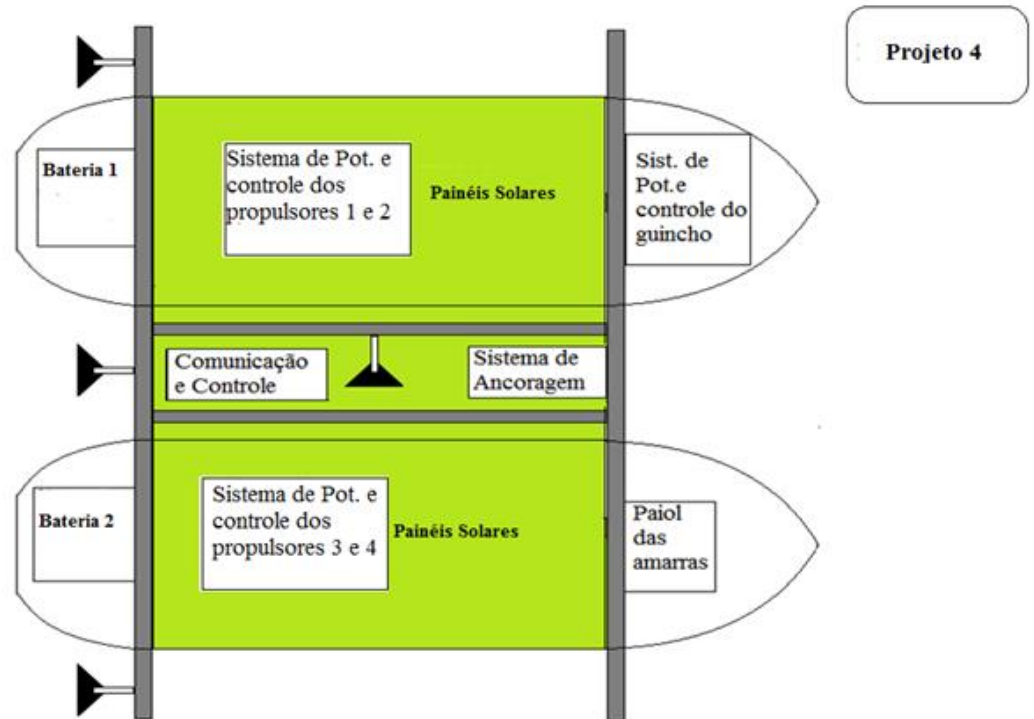 Projeto 4
Bateria 1
Sistema de Pot. e
controle dos
propulsores 1 e 2
Painéis Solares
Sist. de
Pot.e
controle do
guincho
Comunicação
e Controle
Sistema de
Ancoragem
Bateria 2
Sistema de Pot. e
controle dos
propulsores 3 e 4
Painéis Solares
Paiol
das
amarras